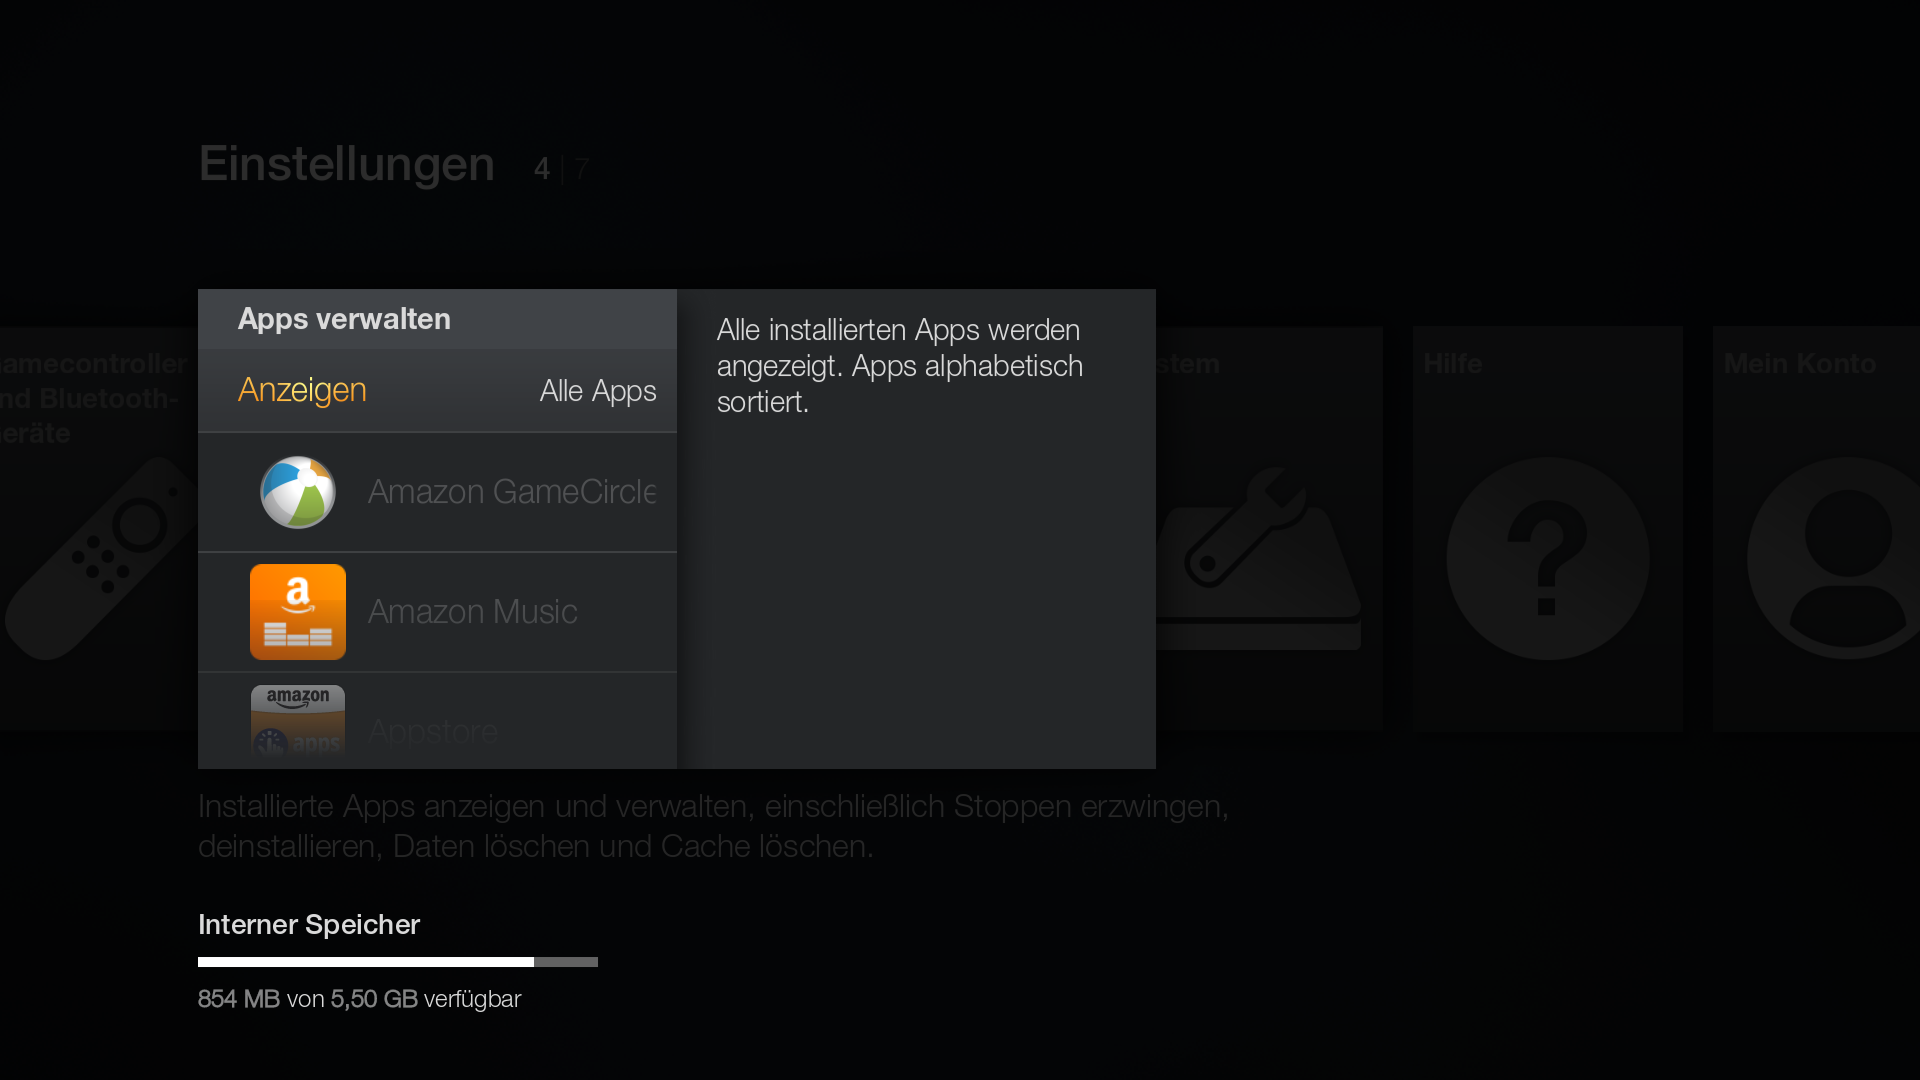 Einstellungen 4 | 7
Apps verwalten
Anzeigen Alle Apps
Amazon GameCircle
a
Amazon Music
amazon
apps
Appstore
Alle installierten Apps werden
angezeigt. Apps alphabetisch
sortiert.
amecontroller
nd Bluetooth-
eräte
stem
Hilfe
?
Mein Konto
Installierte Apps anzeigen und verwalten, einschließlich Stoppen erzwingen,
deinstallieren, Daten löschen und Cache löschen.
Interner Speicher
854 MB von 5,50 GB verfügbar